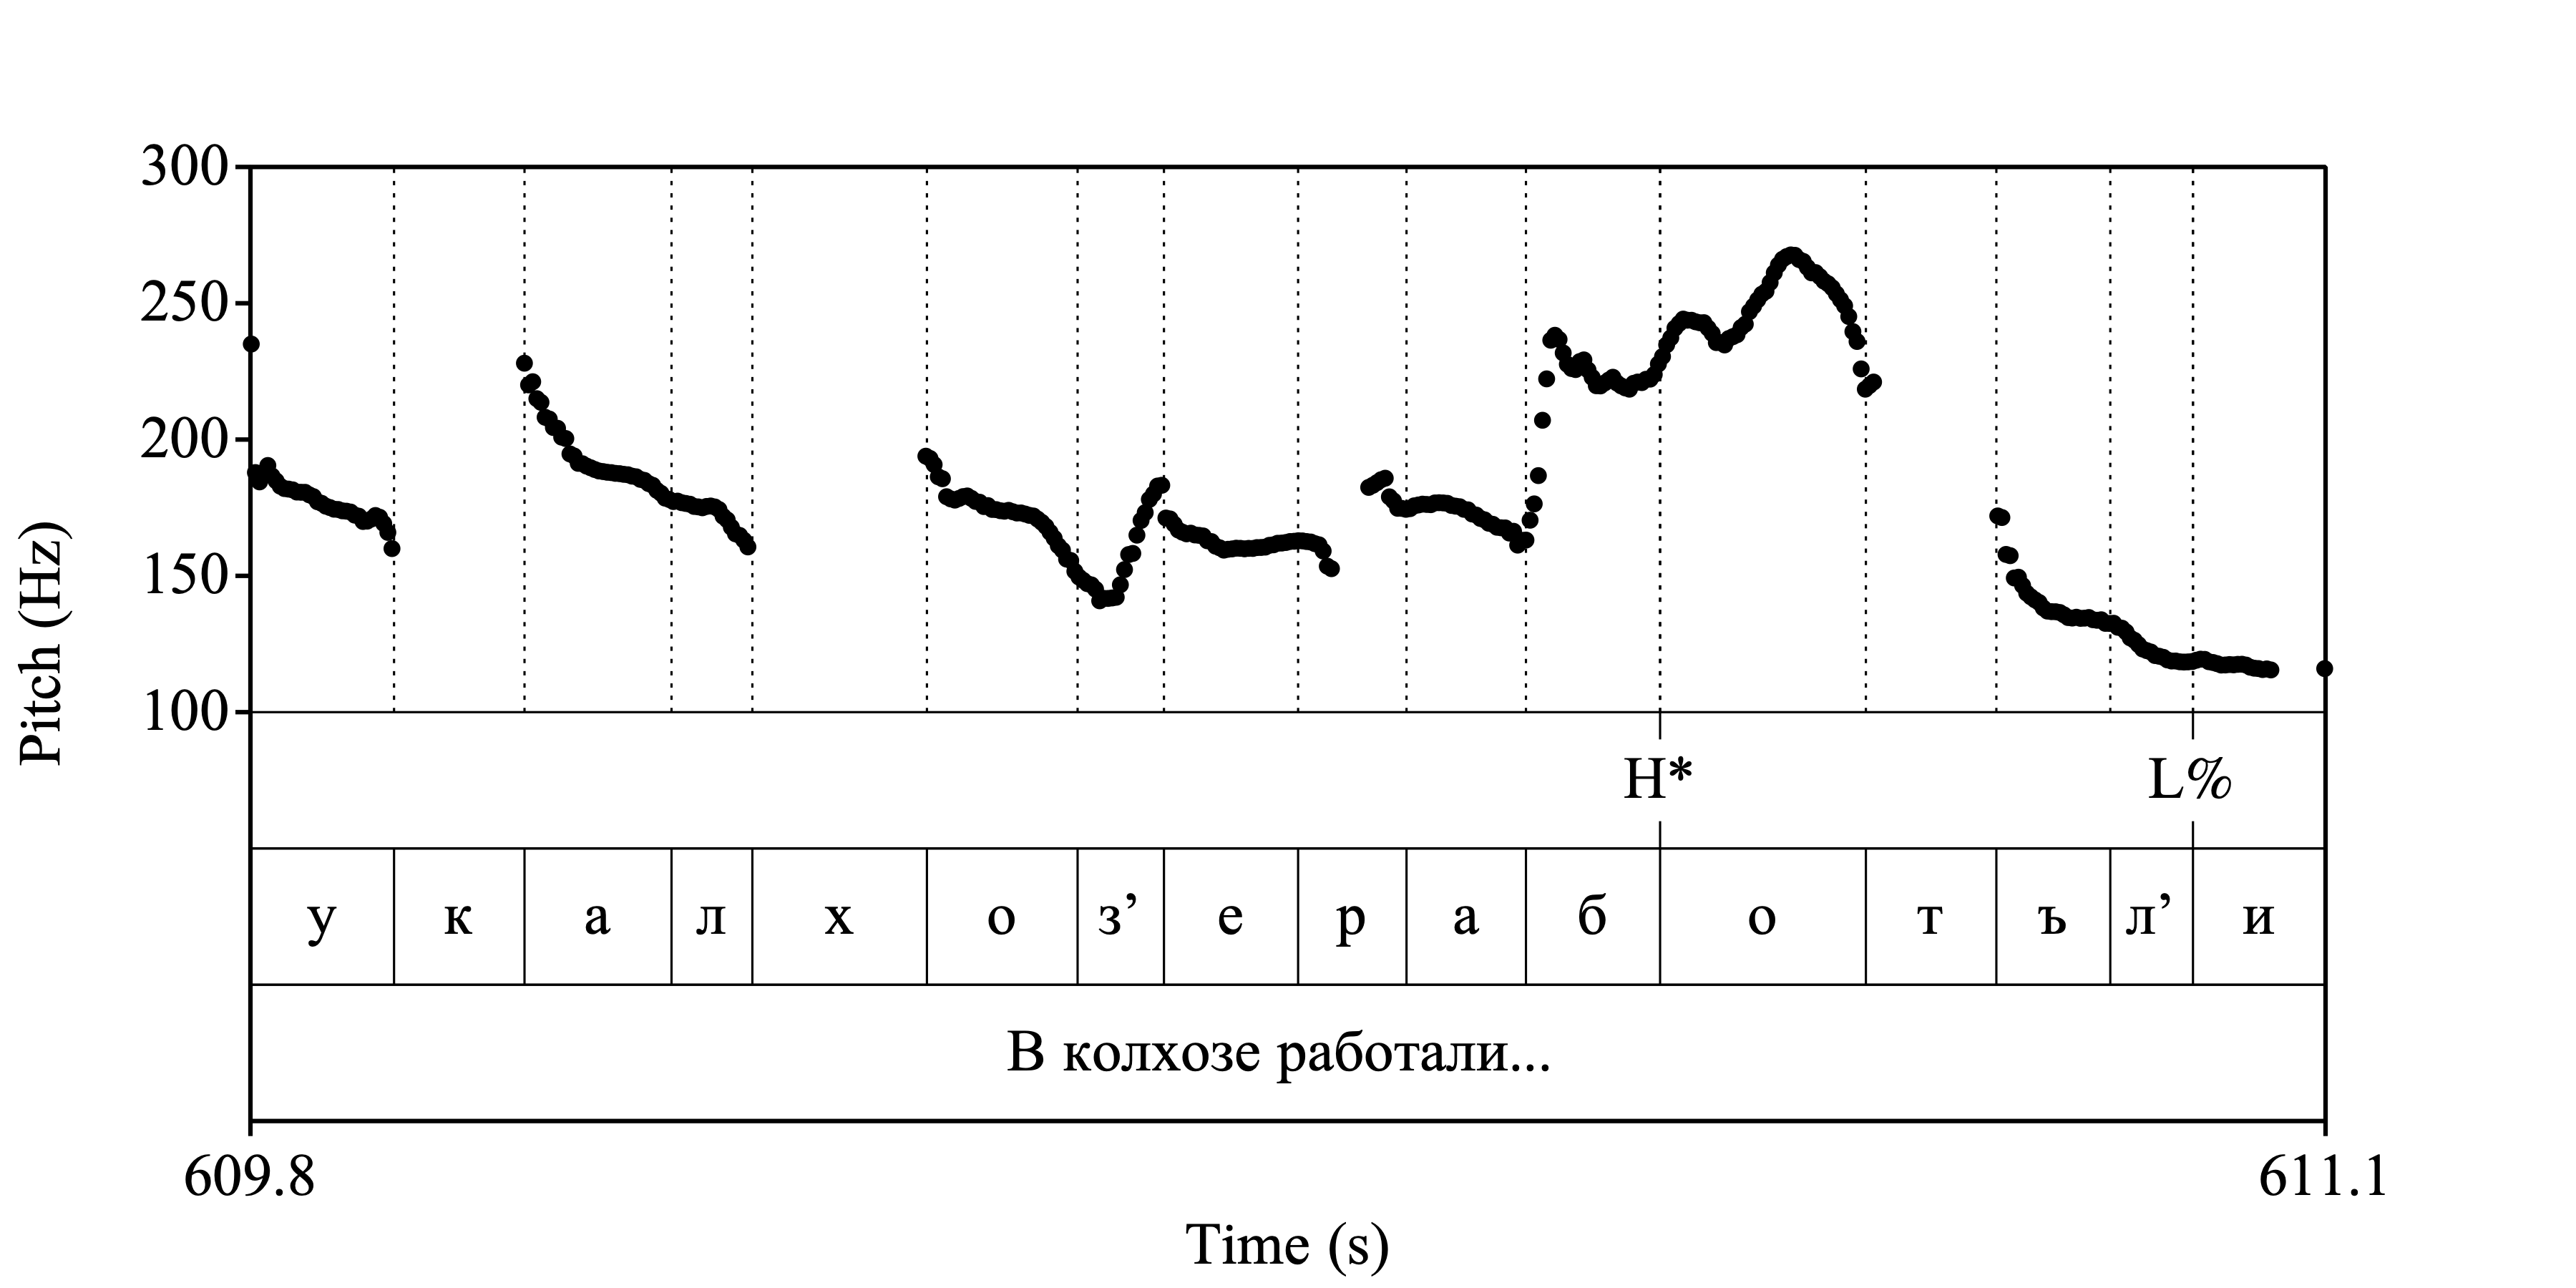 300
250
200
150
100
Pitch (Hz)
H* L%
у к а л х о з’ е р а б о т ъ л’ и
В колхозе работали...
609.8 611.1
Time (s)